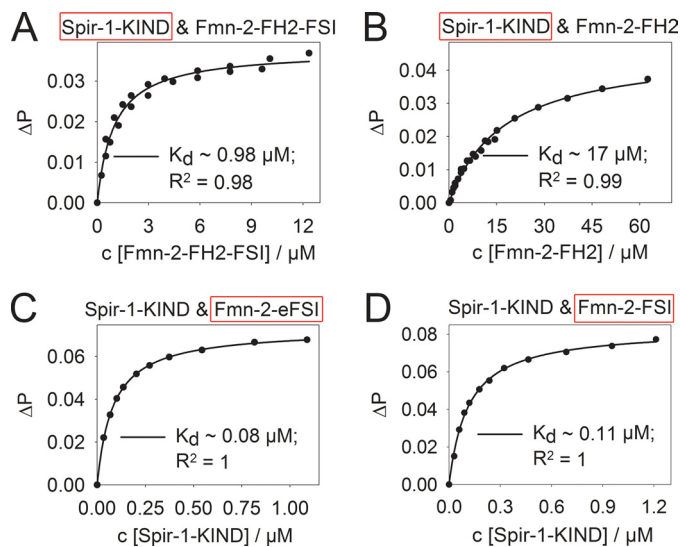 A
Spir-1-KIND & Fmn-2-FH2-FSI
ΔP
0.03
0.02
0.01
0.00
K_d ~ 0.98 µM;
R² = 0.98
0 3 6 9 12
c [Fmn-2-FH2-FSI] / µM
B
Spir-1-KIND & Fmn-2-FH2
ΔP
0.04
0.03
0.02
0.01
0.00
K_d ~ 17 µM;
R² = 0.99
0 15 30 45 60
c [Fmn-2-FH2] / µM
C
Spir-1-KIND & Fmn-2-eFSI
ΔP
0.06
0.04
0.02
0.00
K_d ~ 0.08 µM;
R² = 1
0.00 0.25 0.50 0.75 1.00
c [Spir-1-KIND] / µM
D
Spir-1-KIND & Fmn-2-FSI
ΔP
0.08
0.06
0.04
0.02
0.00
K_d ~ 0.11 µM;
R² = 1
0.0 0.3 0.6 0.9 1.2
c [Spir-1-KIND] / µM